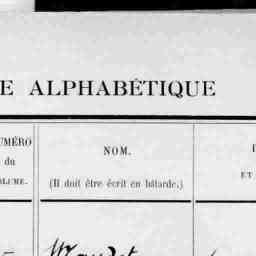 E ALPHABÉTIQUE
UMÉRO
du
OLUME.
NOM.
(Il doit être écrit en bâtarde.)
ET